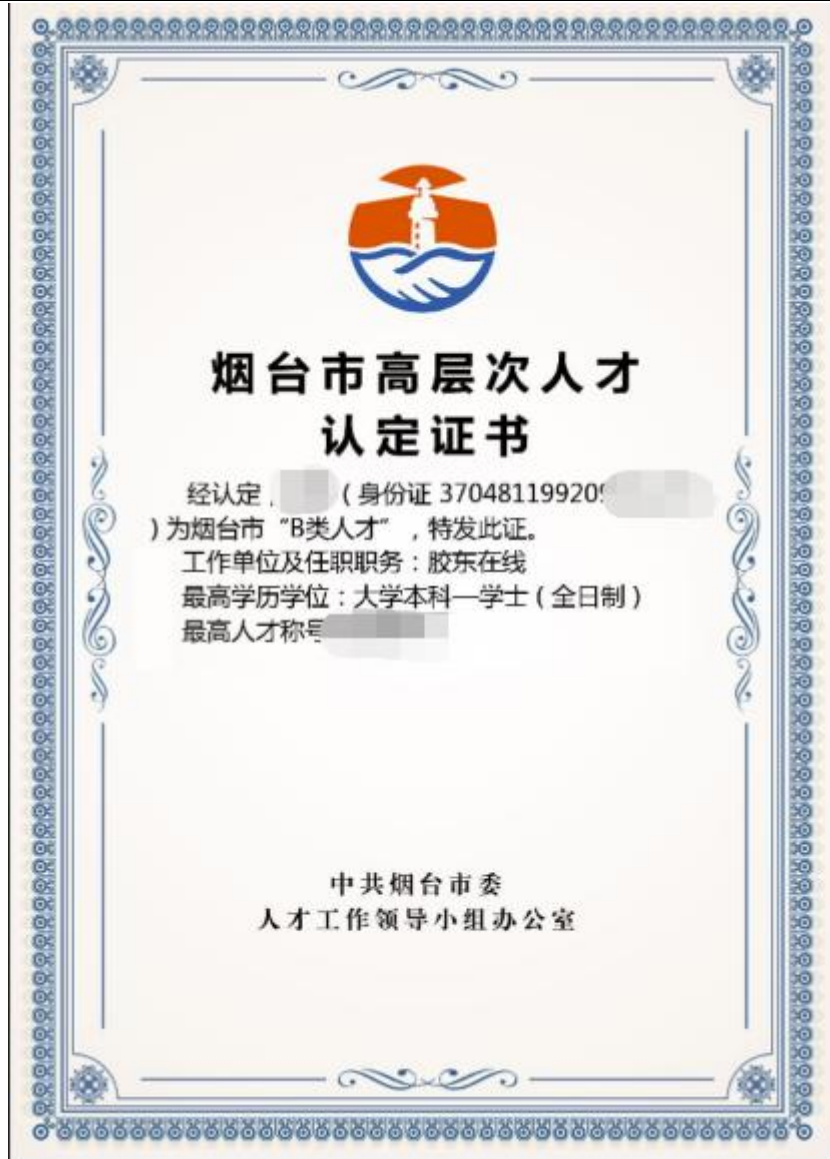 烟台市高层次人才
认定证书
经认定, (身份证 37048119920
)为烟台市“B类人才”,特发此证。
工作单位及任职职务:胶东在线
最高学历学位:大学本科—学士(全日制)
最高人才称号
中共烟台市委
人才工作领导小组办公室